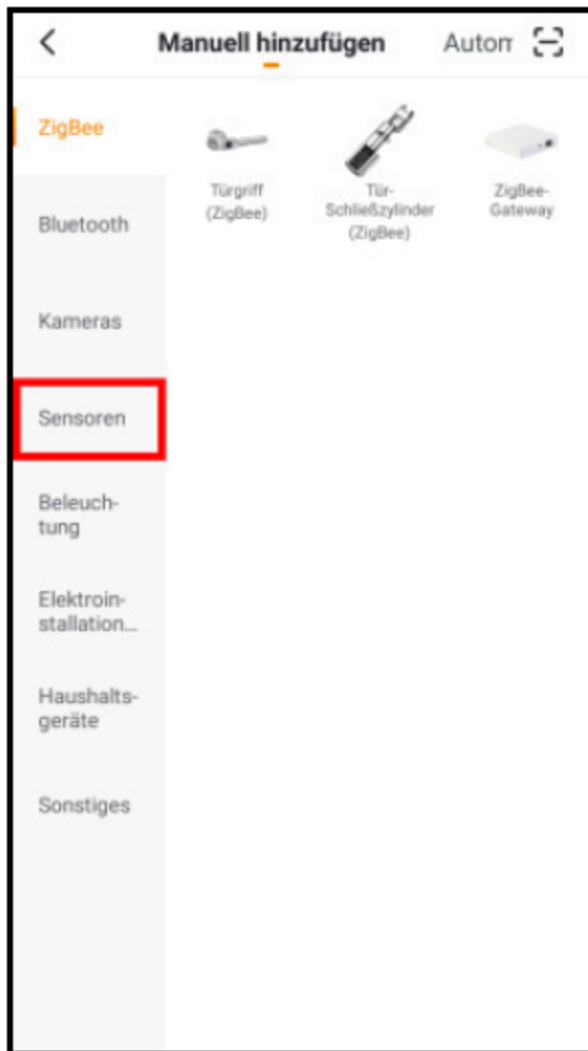 Manuell hinzufügen
Autom
ZigBee
Türgriff
(ZigBee)
Tür-
Schließzylinder
(ZigBee)
ZigBee-
Gateway
Bluetooth
Kameras
Sensoren
Beleuch-
tung
Elektroin-
stallation...
Haushalts-
geräte
Sonstiges